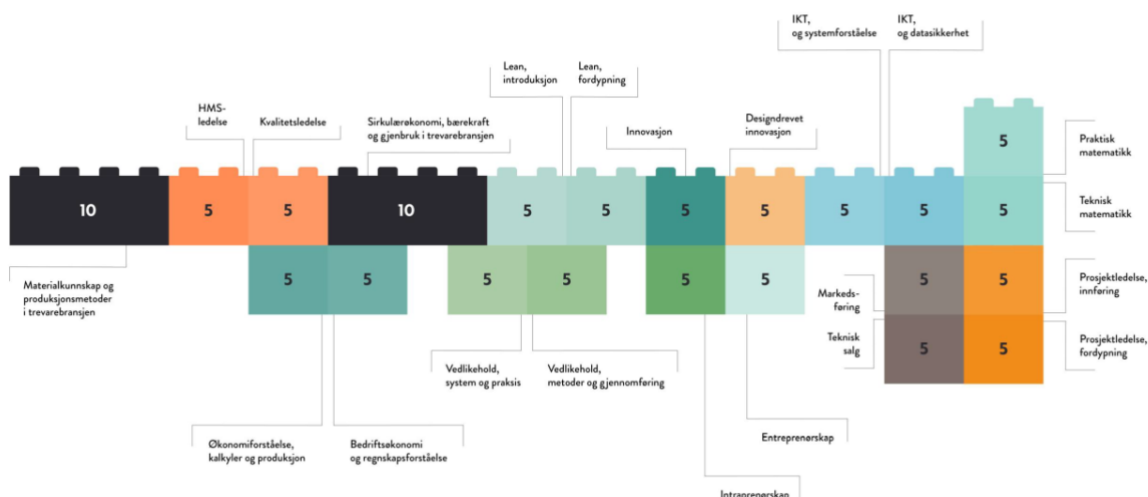 IKT,
og systemforståelse
IKT,
og datasikkerhet
Lean,
introduksjon
Lean,
fordypning
HMS-
ledelse
Kvalitetsledelse
Sirkulærøkonomi, bærekraft
og gjenbruk i trevarebransjen
Innovasjon
Designdrevet
innovasjon
5
Praktisk
matematikk
10
5
5
10
5
5
5
5
5
5
5
Teknisk
matematikk
5
5
5
5
5
5
5
5
Materialkunnskap og
produksjonsmetoder
i trevarebransjen
Markeds-
føring
Prosjektledelse,
innføring
Teknisk
salg
5
5
Prosjektledelse,
fordypning
Vedlikehold,
system og praksis
Vedlikehold,
metoder og gjennomføring
Økonomiforståelse,
kalkyler og produksjon
Bedriftsøkonomi
og regnskapsforståelse
Entreprenørskap
Intraprenørskap